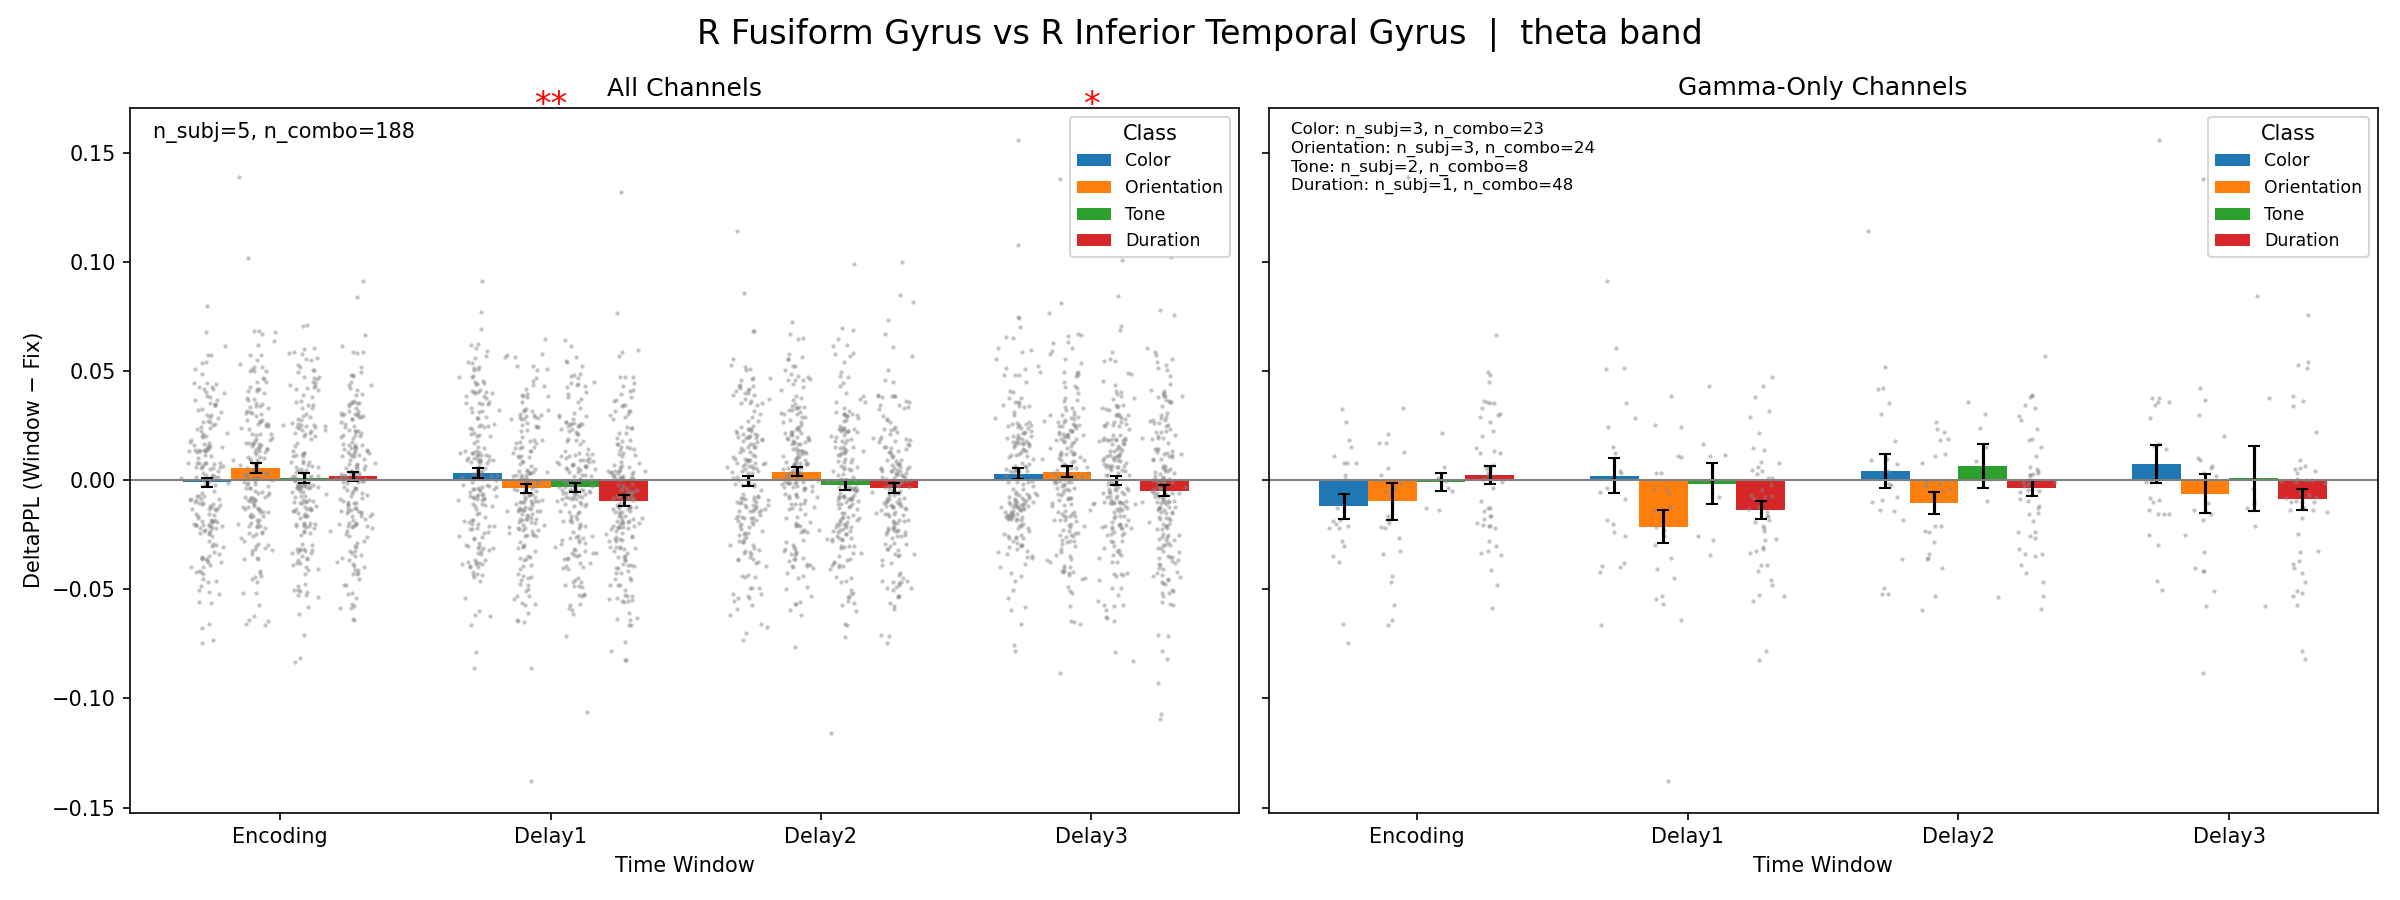 R Fusiform Gyrus vs R Inferior Temporal Gyrus | theta band
** All Channels *
n_subj=5, n_combo=188
Class
Color
Orientation
Tone
Duration
0.15
0.10
0.05
0.00
−0.05
−0.10
−0.15
DeltaPPL (Window − Fix)
Encoding Delay1 Delay2 Delay3
Time Window
Gamma-Only Channels
Color: n_subj=3, n_combo=23
Orientation: n_subj=3, n_combo=24
Tone: n_subj=2, n_combo=8
Duration: n_subj=1, n_combo=48
Class
Color
Orientation
Tone
Duration
Encoding Delay1 Delay2 Delay3
Time Window